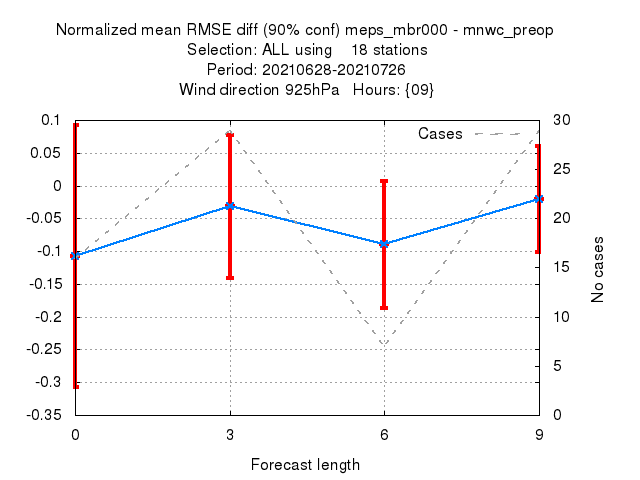 Normalized mean RMSE diff (90% conf) meps_mbr000 - mnwc_preop
Selection: ALL using    18 stations
Period: 20210628-20210726
Wind direction 925hPa   Hours: {09}
Cases
0.1
0.05
0
-0.05
-0.1
-0.15
-0.2
-0.25
-0.3
-0.35
30
25
20
15
10
5
0
No cases
0 3 6 9
Forecast length